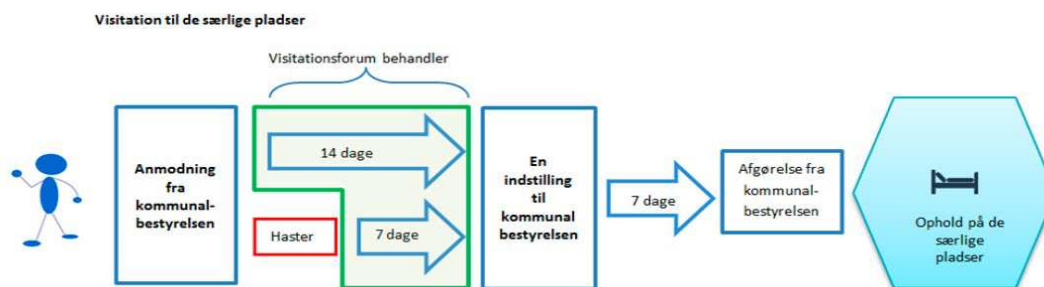 Visitation til de særlige pladser
Visitationsforum behandler
Anmodning
fra
kommunal-
bestyrelsen
14 dage
Haster
7 dage
En
indstilling
til
kommunal
bestyrelsen
7 dage
Afgørelse fra
kommunal-
bestyrelsen
Ophold på de
særlige
pladser